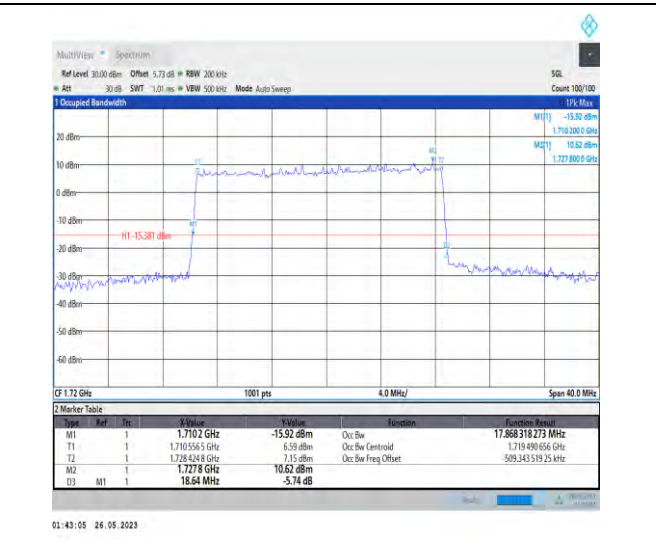 MultiView Spectrum
Ref Level 30.00 dBm Offset 5.73 dB RBW 200 kHz SGL
Att 30 dB SWT 1.01 ms VBW 500 kHz Mode Auto Sweep Count 100/100
1 Occupied Bandwidth 1Pk Max
M1[1] -15.92 dBm
1.710 200 0 GHz
M2[1] 10.62 dBm
1.727 800 0 GHz
20 dBm
10 dBm
0 dBm
-10 dBm
-20 dBm
-30 dBm
-40 dBm
-50 dBm
-60 dBm
T1
M2
T2
M1
H1 -15.381 dBm
D3
CF 1.72 GHz 1001 pts 4.0 MHz/ Span 40.0 MHz
2 Marker Table
Type Ref Trc X-Value Y-Value Function Function Result
M1 1 1.7102 GHz -15.92 dBm Occ Bw 17.868 318 273 MHz
T1 1 1.710 556 5 GHz 6.59 dBm Occ Bw Centroid 1.719 490 656 GHz
T2 1 1.728 424 8 GHz 7.15 dBm Occ Bw Freq Offset -509.343 519 25 kHz
M2 1 1.7278 GHz 10.62 dBm
D3 M1 1 18.64 MHz -5.74 dB
01:43:05 26.05.2023